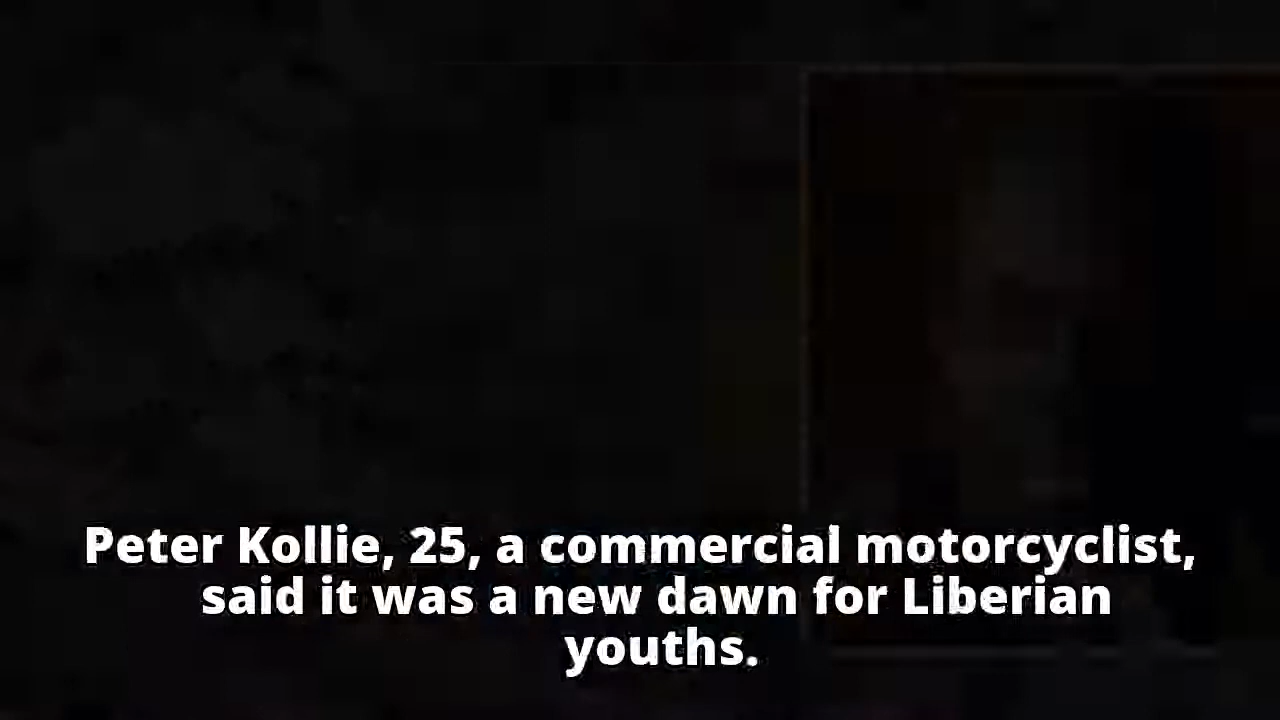 Peter Kollie, 25, a commercial motorcyclist,
said it was a new dawn for Liberian
youths.